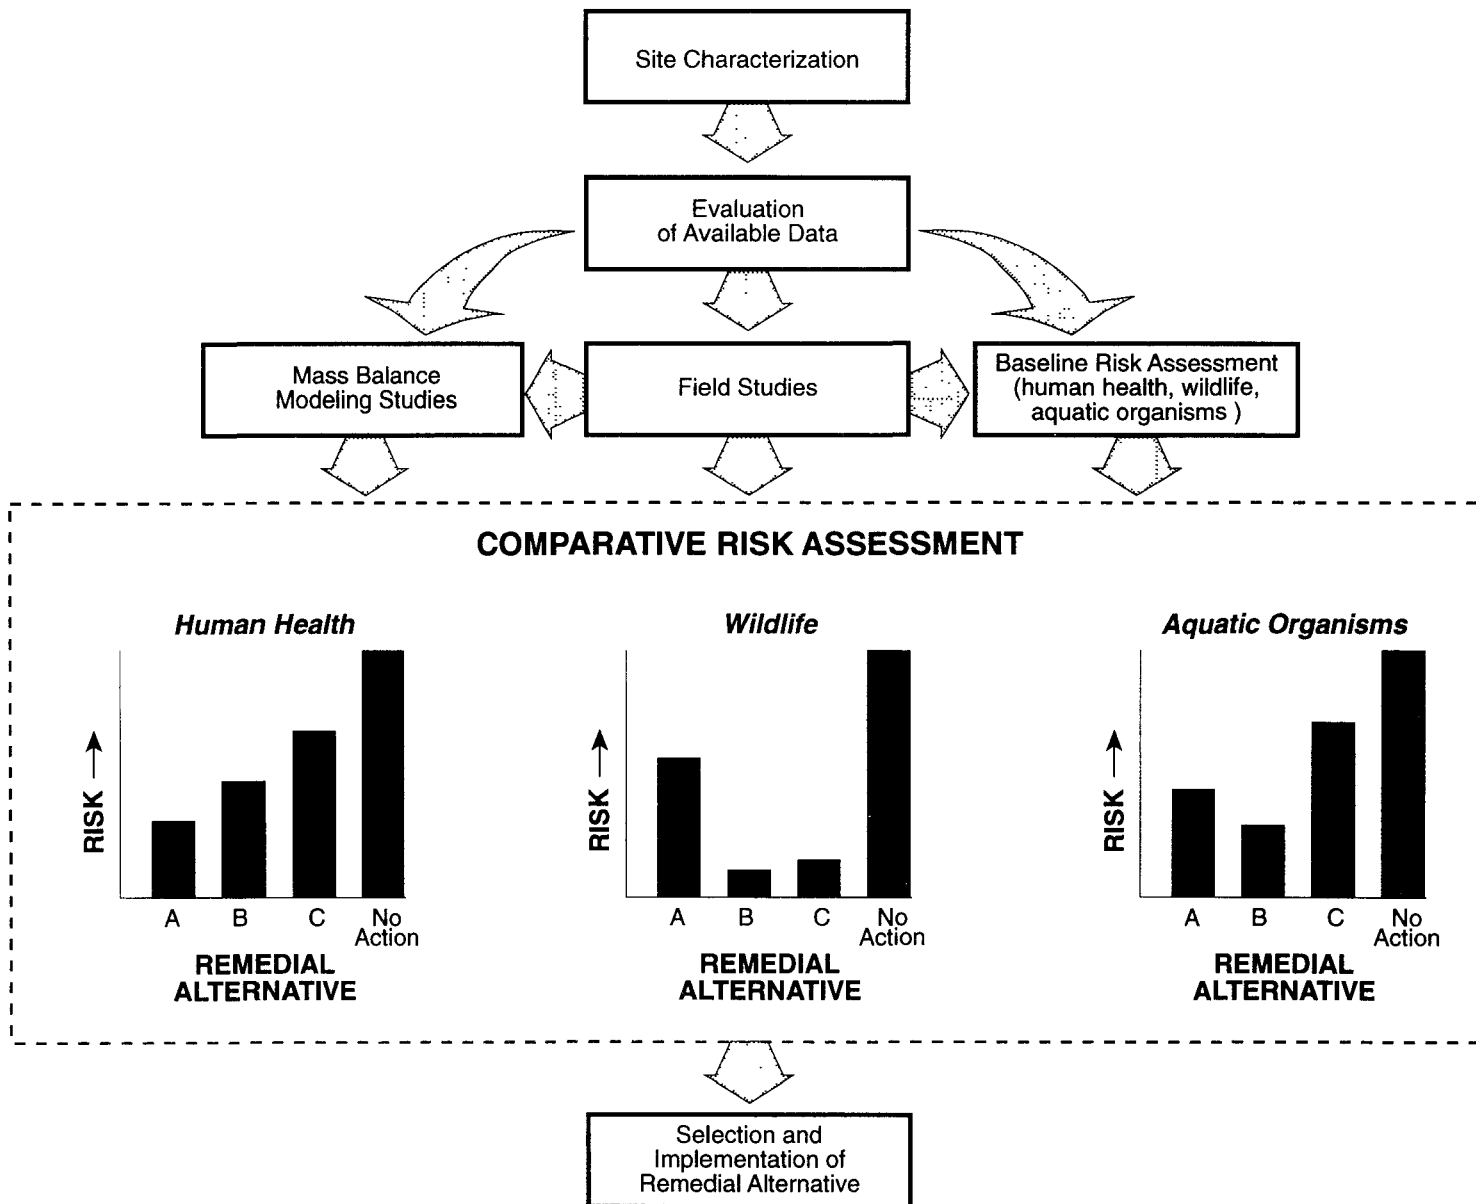 Site Characterization
Evaluation
of Available Data
Mass Balance
Modeling Studies
Field Studies
Baseline Risk Assessment
(human health, wildlife,
aquatic organisms )
COMPARATIVE RISK ASSESSMENT
Human Health
RISK
A B C No
Action
REMEDIAL
ALTERNATIVE
Wildlife
RISK
A B C No
Action
REMEDIAL
ALTERNATIVE
Aquatic Organisms
RISK
A B C No
Action
REMEDIAL
ALTERNATIVE
Selection and
Implementation of
Remedial Alternative